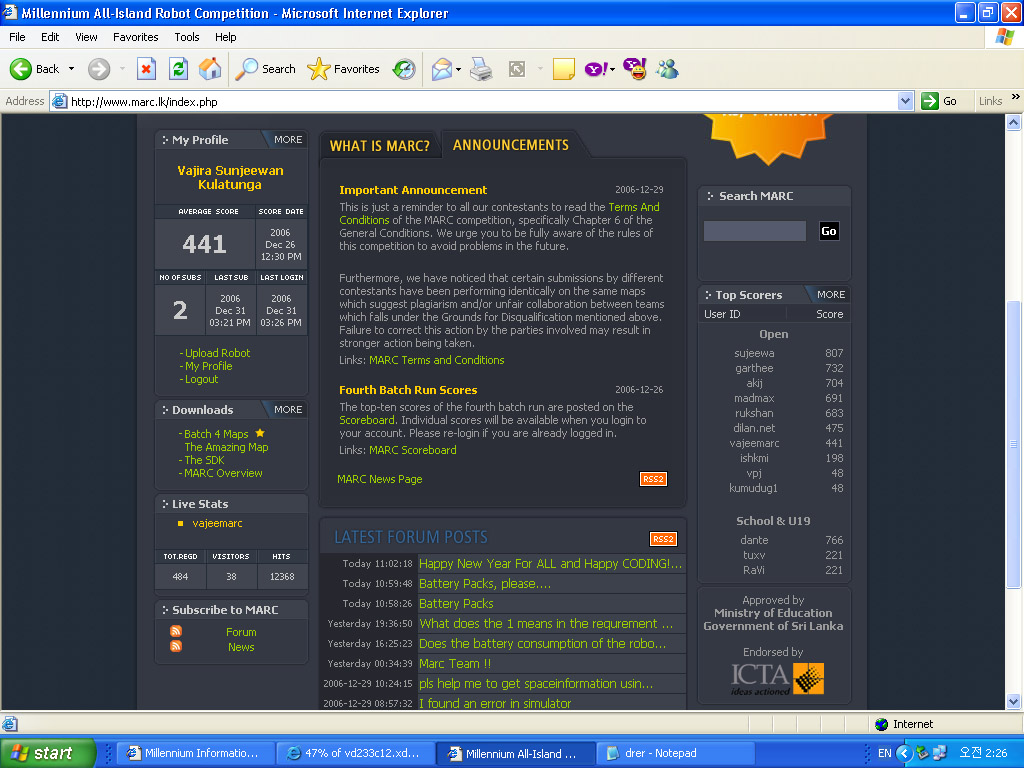 Millennium All-Island Robot Competition - Microsoft Internet Explorer
File Edit View Favorites Tools Help
Back Search Favorites
Address http://www.marc.lk/index.php Go Links »
My Profile MORE
Vajira Sunjeewan
Kulatunga
AVERAGE SCORE SCORE DATE
441
2006
Dec 26
12:30 PM
NO OF SUBS LAST SUB LAST LOGIN
2
2006
Dec 31
03:21 PM
2006
Dec 31
03:26 PM
- Upload Robot
- My Profile
- Logout
Downloads MORE
- Batch 4 Maps
The Amazing Map
- The SDK
- MARC Overview
Live Stats
vajeemarc
TOT.REGD VISITORS HITS
484 38 12368
Subscribe to MARC
Forum
News
WHAT IS MARC? ANNOUNCEMENTS
Important Announcement 2006-12-29
This is just a reminder to all our contestants to read the Terms And
Conditions of the MARC competition, specifically Chapter 6 of the
General Conditions. We urge you to be fully aware of the rules of
this competition to avoid problems in the future.
Furthermore, we have noticed that certain submissions by different
contestants have been performing identically on the same maps
which suggest plagiarism and/or unfair collaboration between teams
which falls under the Grounds for Disqualification mentioned above.
Failure to correct this action by the parties involved may result in
stronger action being taken.
Links: MARC Terms and Conditions
Fourth Batch Run Scores 2006-12-26
The top-ten scores of the fourth batch run are posted on the
Scoreboard. Individual scores will be available when you login to
your account. Please re-login if you are already logged in.
Links: MARC Scoreboard
MARC News Page RSS2
LATEST FORUM POSTS RSS2
Today 11:02:18 Happy New Year For ALL and Happy CODING!...
Today 10:59:48 Battery Packs, please....
Today 10:58:26 Battery Packs
Yesterday 19:36:50 What does the 1 means in the requrement ...
Yesterday 16:25:23 Does the battery consumption of the robo...
Yesterday 00:34:39 Marc Team !!
2006-12-29 10:24:15 pls help me to get spaceinformation usin...
2006-12-29 08:57:32 I found an error in simulator
Search MARC
Go
Top Scorers MORE
User ID Score
Open
sujeewa 807
garthee 732
akij 704
madmax 691
rukshan 683
dilan.net 475
vajeemarc 441
ishkmi 198
vpj 48
kumudug1 48
School & U19
dante 766
tuxv 221
RaVi 221
Approved by
Ministry of Education
Government of Sri Lanka
Endorsed by
ICTA
ideas actioned
Internet
start Millennium Informatio... 47% of vd233c12.xd... Millennium All-Island ... drer - Notepad EN 오전 2:26